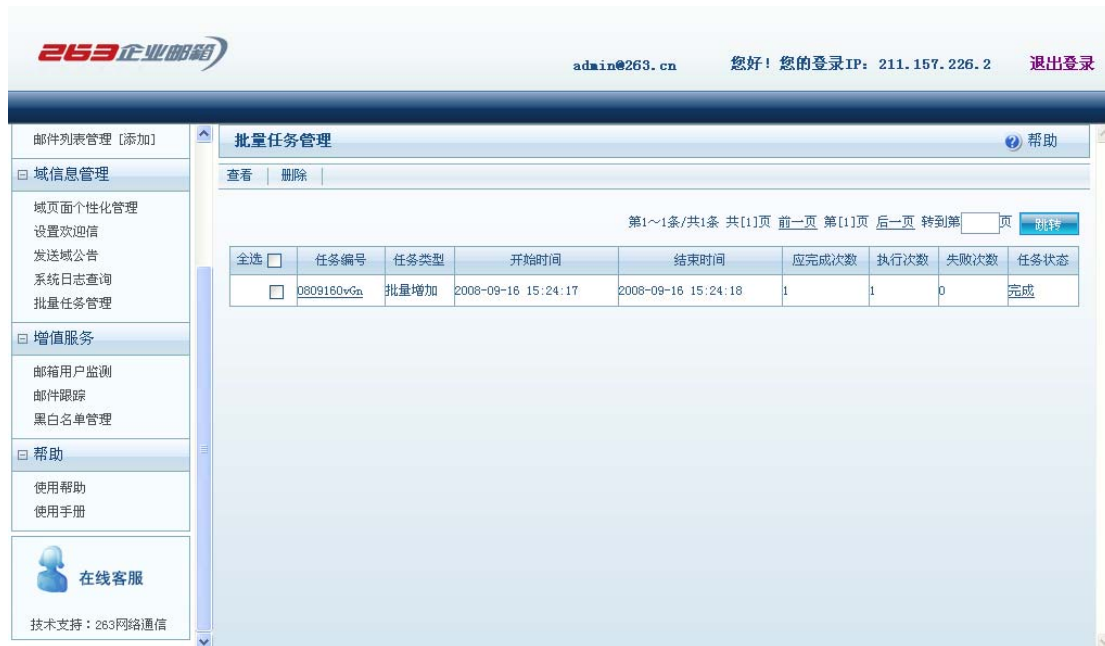 263企业邮箱
admin@263.cn 您好！您的登录IP：211.157.226.2 退出登录
邮件列表管理 [添加]
域信息管理
域页面个性化管理
设置欢迎信
发送域公告
系统日志查询
批量任务管理
增值服务
邮箱用户监测
邮件跟踪
黑白名单管理
帮助
使用帮助
使用手册
在线客服
技术支持：263网络通信
批量任务管理 帮助
查看 | 删除 |
第1～1条/共1条 共[1]页 前一页 第[1]页 后一页 转到第 页 跳转
全选 任务编号 任务类型 开始时间 结束时间 应完成次数 执行次数 失败次数 任务状态
0809160vGn 批量增加 2008-09-16 15:24:17 2008-09-16 15:24:18 1 1 0 完成